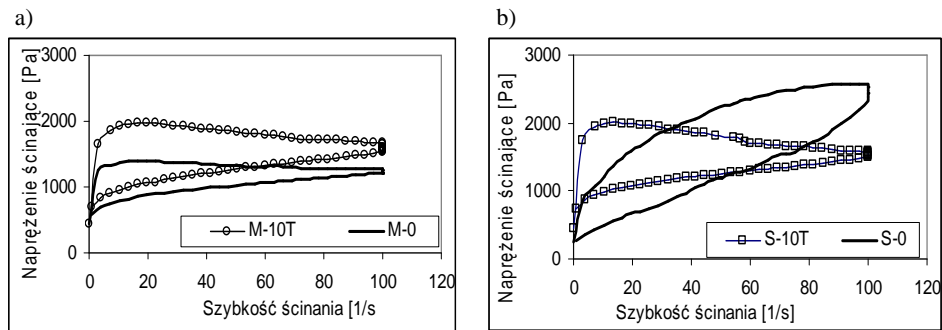 a)
Naprężenie ścinające [Pa]
3000
2000
1000
0
M-10T
M-0
0 20 40 60 80 100 120
Szybkość ścinania [1/s
b)
Naprężenie ścinające [Pa]
3000
2000
1000
0
S-10T
S-0
0 20 40 60 80 100 120
Szybkość ścinania [1/s]